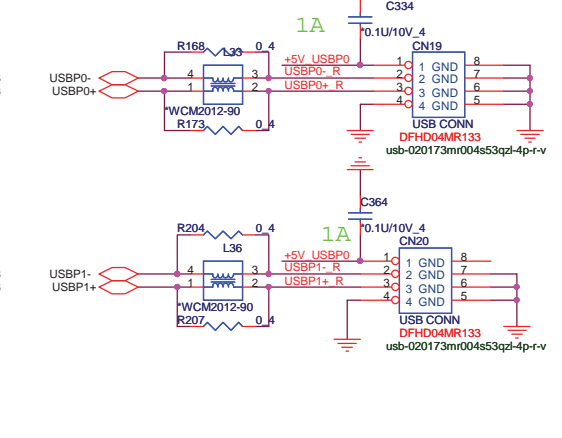 C334
1A
*0.1U/10V_4
R168
L33
0_4
CN19
+5V_USBP0
USBP0-
4
3
USBP0-_R
1
1 GND
8
USBP0+
1
2
USBP0+_R
2
2 GND
7
3
3 GND
6
4
4 GND
5
*WCM2012-90
R173
0_4
USB CONN
DFHD04MR133
usb-020173mr004s53qzl-4p-r-v
C364
R204
0_4
1A
*0.1U/10V_4
L36
CN20
+5V_USBP0
USBP1-
4
3
USBP1-_R
1
1 GND
8
USBP1+
1
2
USBP1+_R
2
2 GND
7
3
3 GND
6
4
4 GND
5
*WCM2012-90
R207
0_4
USB CONN
DFHD04MR133
usb-020173mr004s53qzl-4p-r-v